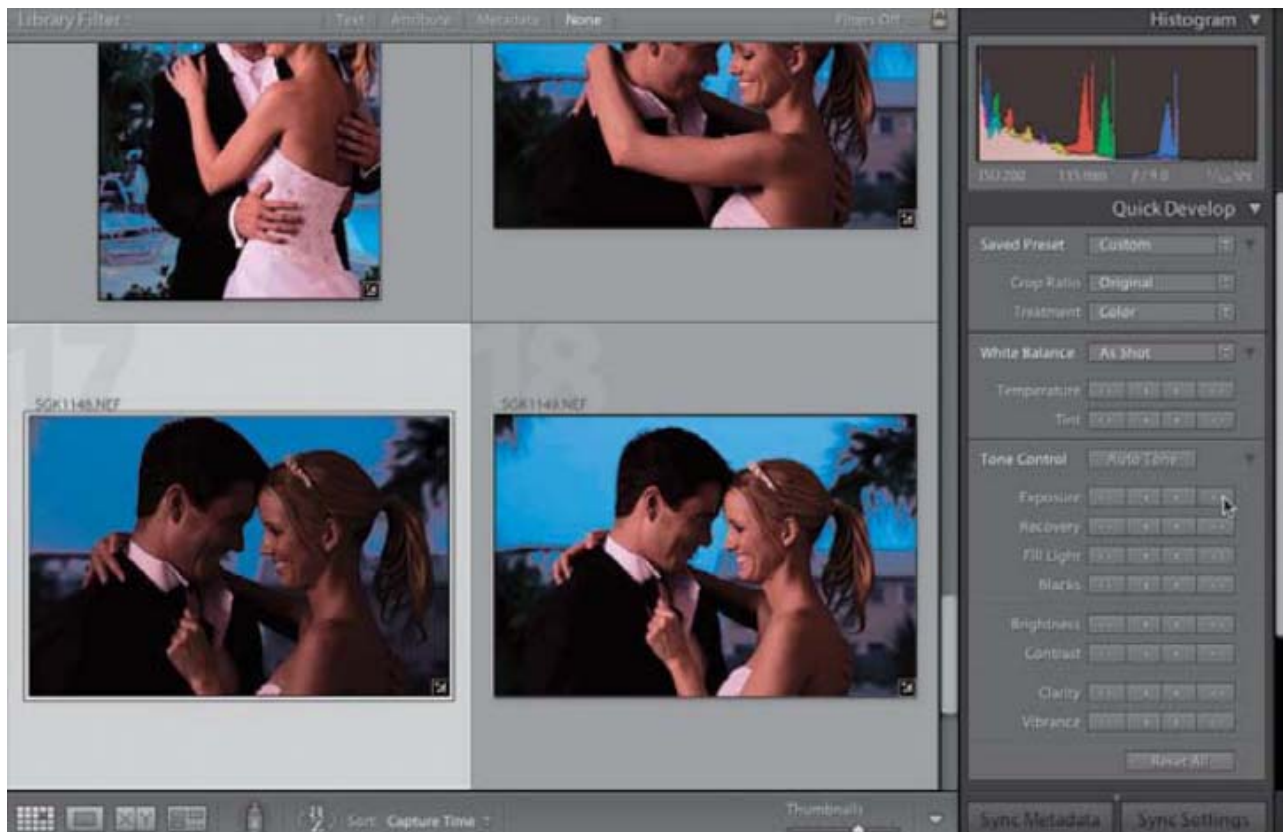 Library Filter :
Text Attribute Metadata None
Filters Off
Histogram
ISO 200 135 mm f / 9.0
Quick Develop
Saved Preset Custom
Crop Ratio Original
Treatment Color
White Balance As Shot
Temperature
Tint
Tone Control Auto Tone
Exposure
Recovery
Fill Light
Blacks
Brightness
Contrast
Clarity
Vibrance
Reset All
17
18
SGK1148.NEF
SGK1149.NEF
Sort: Capture Time
Thumbnails
Sync Metadata Sync Settings